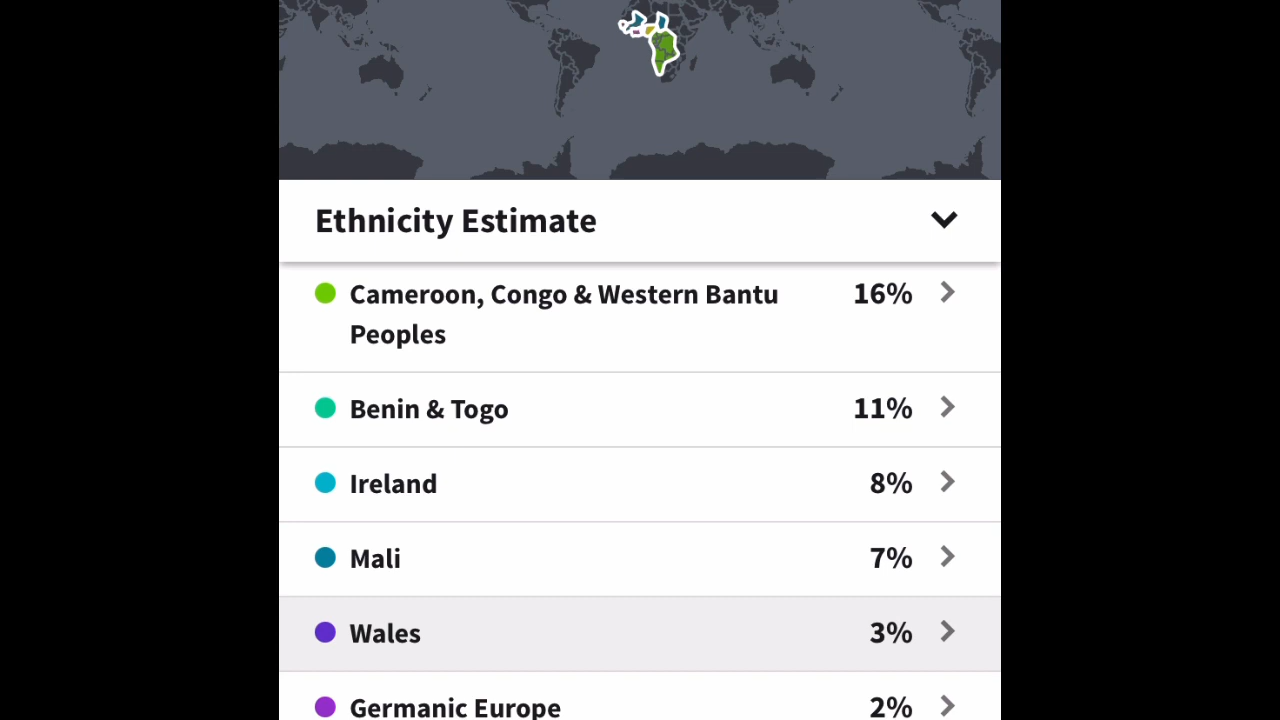 Ethnicity Estimate
Cameroon, Congo & Western Bantu 16%
Peoples
Benin & Togo 11%
Ireland 8%
Mali 7%
Wales 3%
Germanic Europe 2%